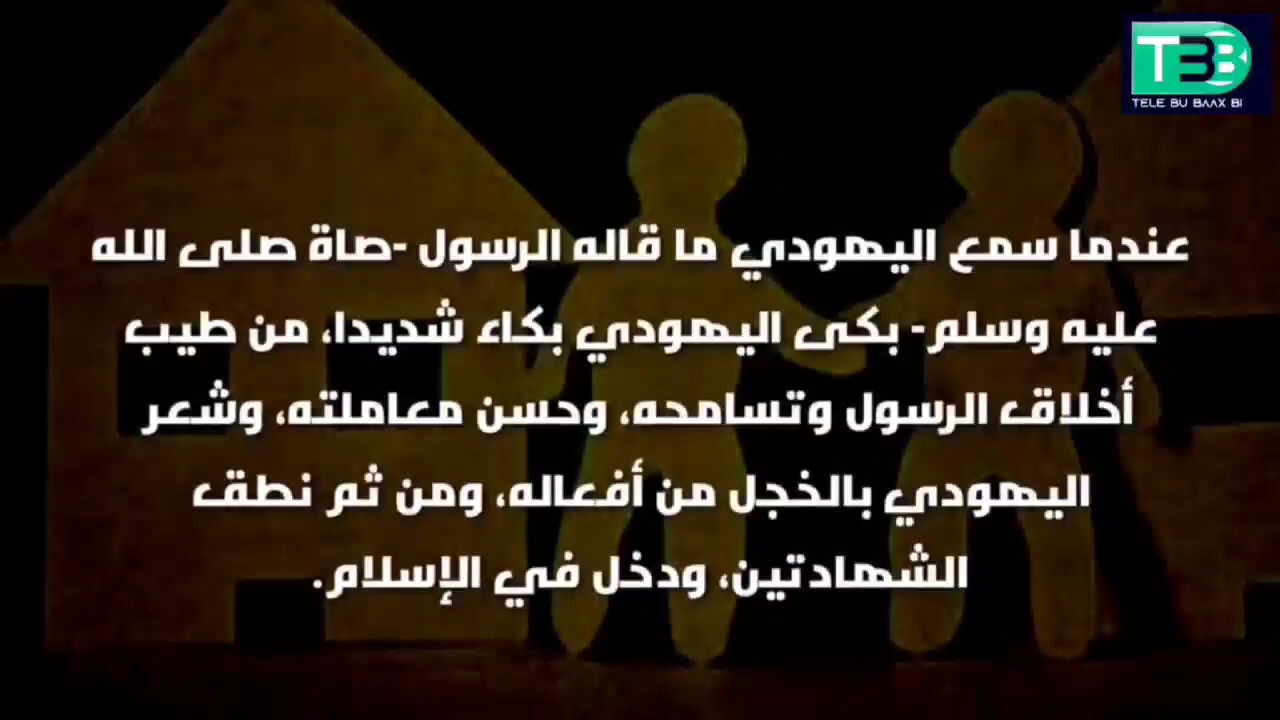 TBB
TELE BU BAAX BI
عندما سمع اليهودي ما قاله الرسول -صاة صلى الله
عليه وسلم- بكى اليهودي بكاء شديدا، من طيب
أخلاق الرسول وتسامحه، وحسن معاملته، وشعر
اليهودي بالخجل من أفعاله، ومن ثم نطق
الشهادتين، ودخل في الإسلام.